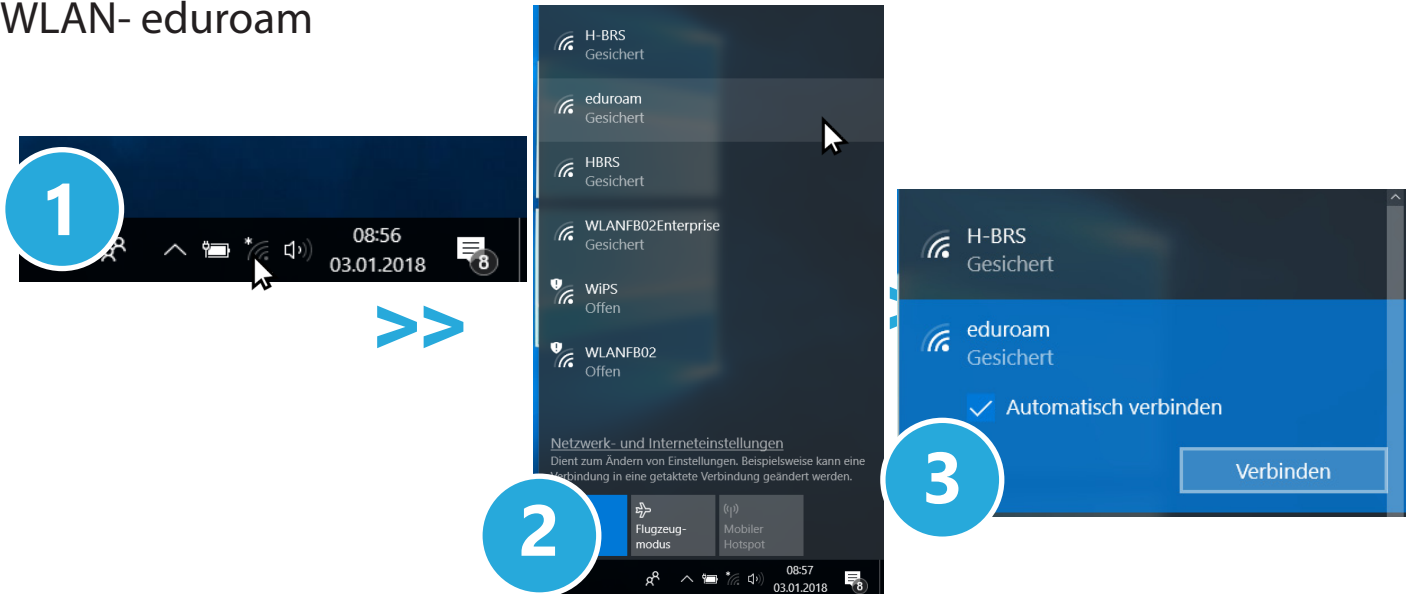 WLAN- eduroam
1
08:56
03.01.2018
8
>>
H-BRS
Gesichert
eduroam
Gesichert
HBRS
Gesichert
WLANFB02Enterprise
Gesichert
WiPS
Offen
WLANFB02
Offen
Netzwerk- und Interneteinstellungen
Dient zum Ändern von Einstellungen. Beispielsweise kann eine
Verbindung in eine getaktete Verbindung geändert werden.
2
Flugzeug-
modus
Mobiler
Hotspot
08:57
03.01.2018
8
H-BRS
Gesichert
eduroam
Gesichert
Automatisch verbinden
3
Verbinden